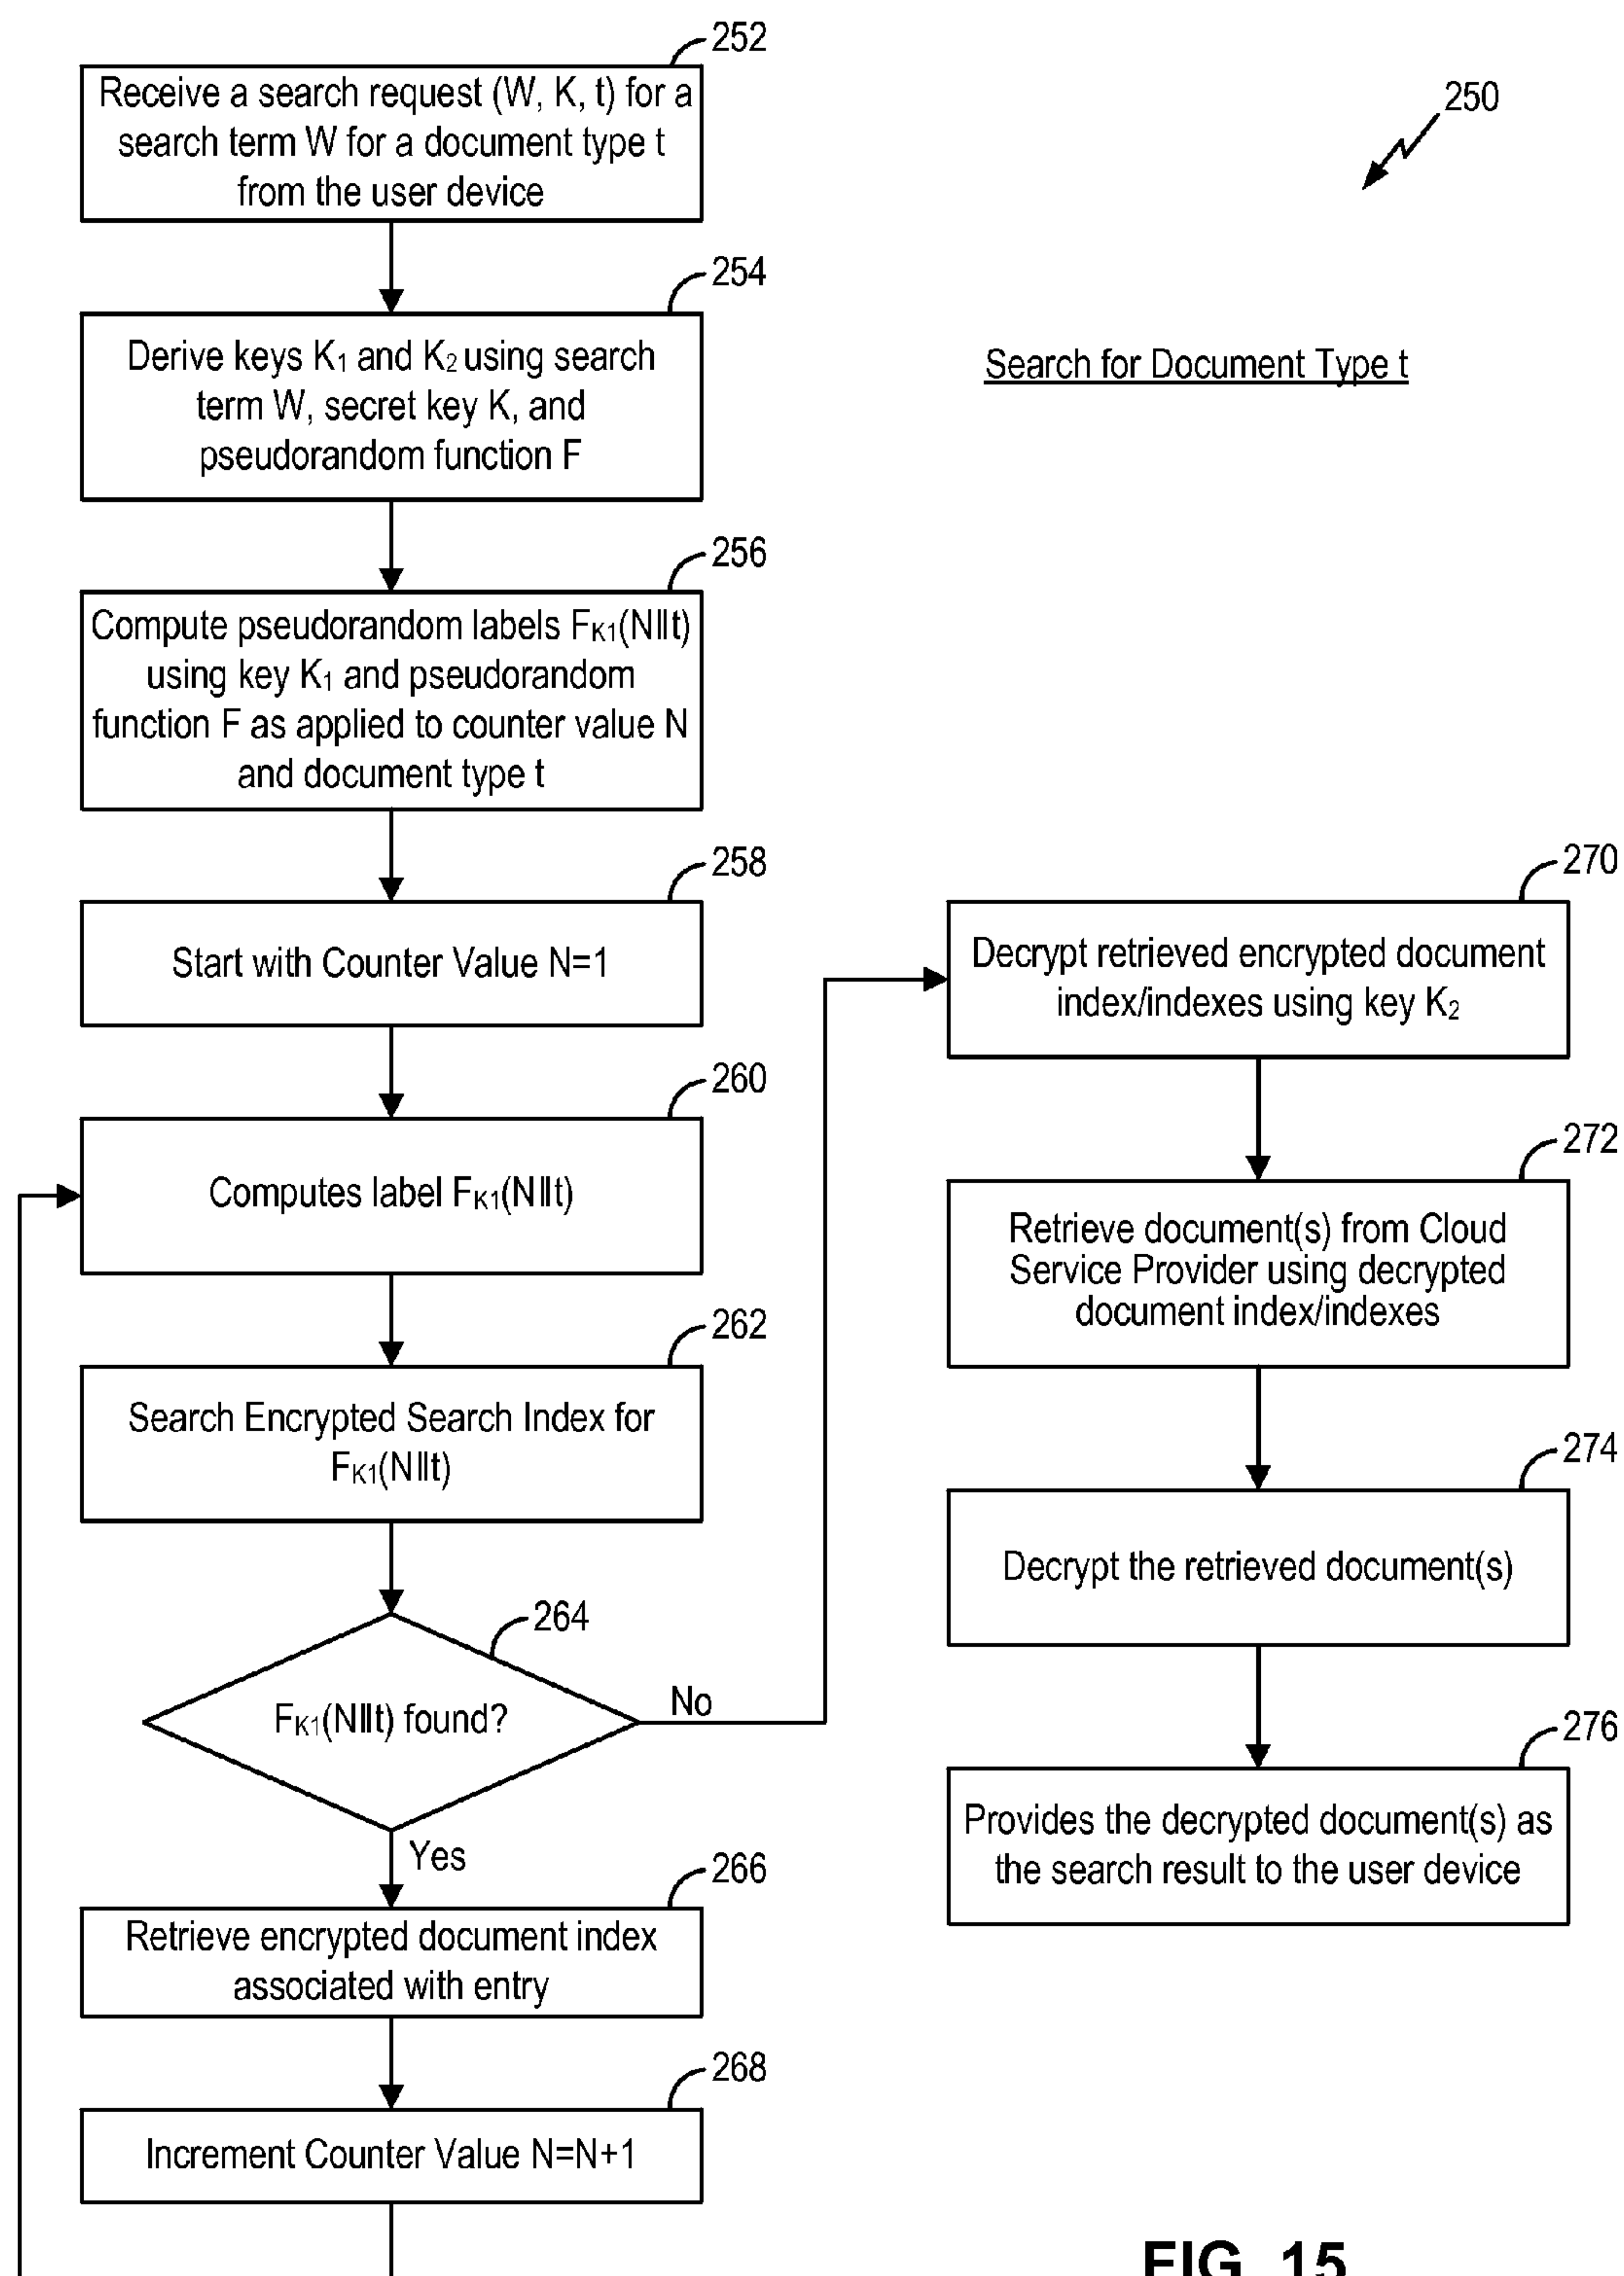 252
Receive a search request (W, K, t) for a
search term W for a document type t
from the user device
250
254
Derive keys K₁ and K₂ using search
term W, secret key K, and
pseudorandom function F
Search for Document Type t
256
Compute pseudorandom labels F_K1(N||t)
using key K₁ and pseudorandom
function F as applied to counter value N
and document type t
258
Start with Counter Value N=1
260
Computes label F_K1(N||t)
262
Search Encrypted Search Index for
F_K1(N||t)
264
F_K1(N||t) found?
No
Yes
266
Retrieve encrypted document index
associated with entry
268
Increment Counter Value N=N+1
270
Decrypt retrieved encrypted document
index/indexes using key K₂
272
Retrieve document(s) from Cloud
Service Provider using decrypted
document index/indexes
274
Decrypt the retrieved document(s)
276
Provides the decrypted document(s) as
the search result to the user device
FIG. 15